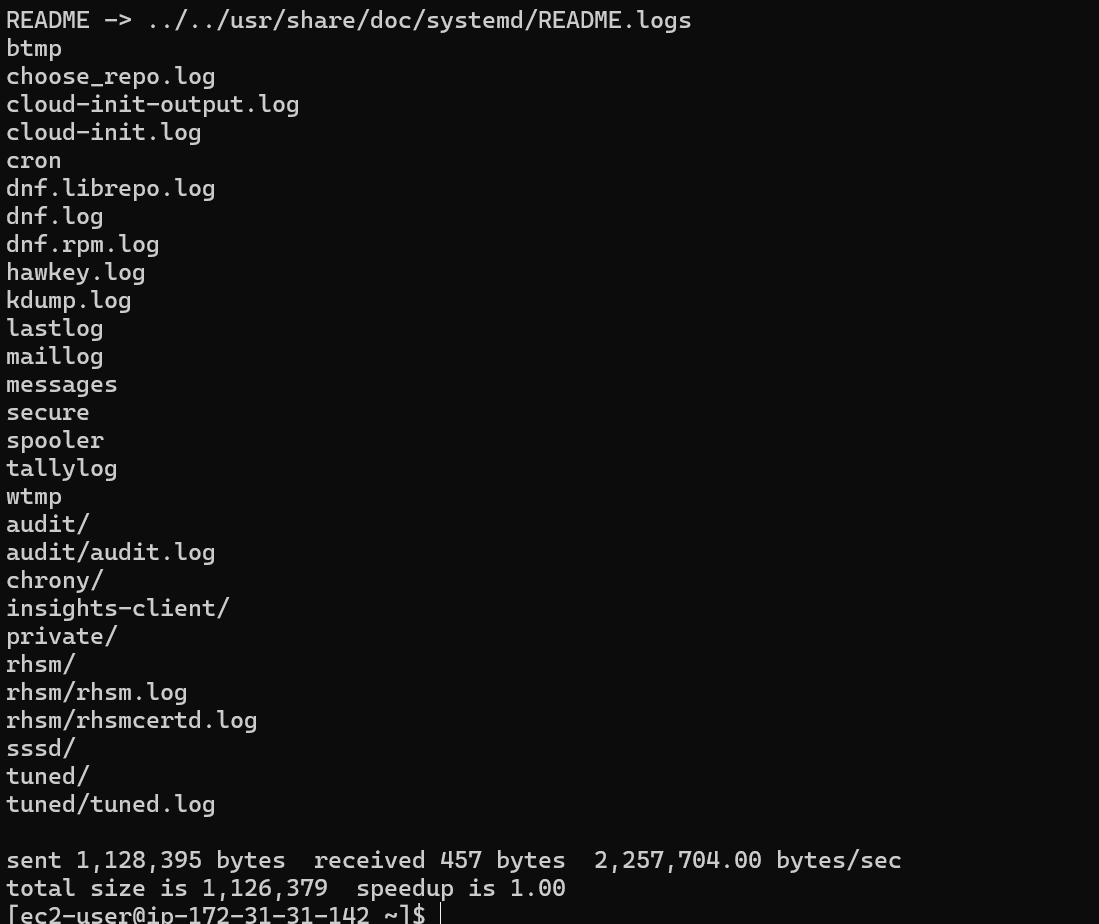 README -> ../../usr/share/doc/systemd/README.logs
btmp
choose_repo.log
cloud-init-output.log
cloud-init.log
cron
dnf.librepo.log
dnf.log
dnf.rpm.log
hawkey.log
kdump.log
lastlog
maillog
messages
secure
spooler
tallylog
wtmp
audit/
audit/audit.log
chrony/
insights-client/
private/
rhsm/
rhsm/rhsm.log
rhsm/rhsmcertd.log
sssd/
tuned/
tuned/tuned.log
sent 1,128,395 bytes  received 457 bytes  2,257,704.00 bytes/sec
total size is 1,126,379  speedup is 1.00
[ec2-user@ip-172-31-31-142 ~]$